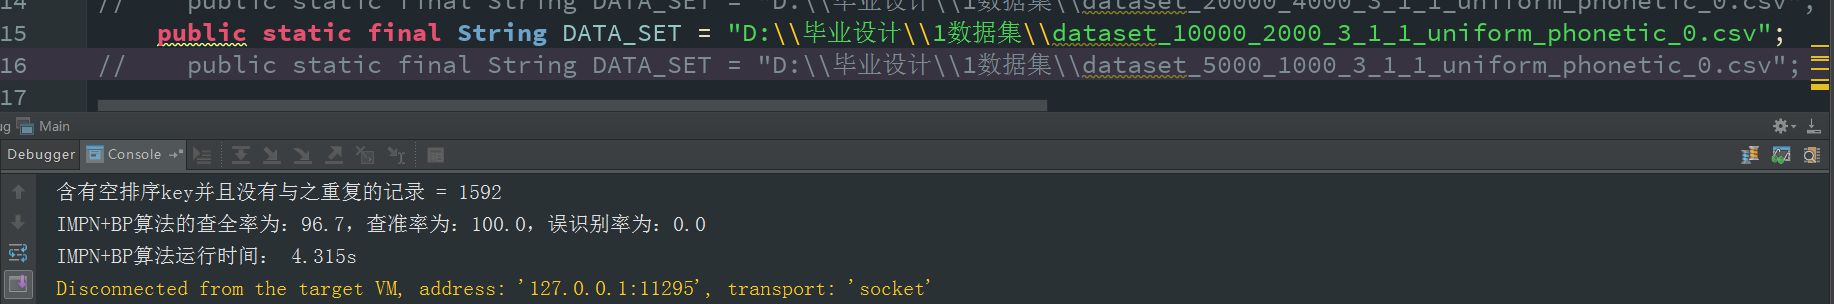 14 //    public static final String DATA_SET = "D:\\毕业设计\\1数据集\\dataset_20000_4000_3_1_1_uniform_phonetic_0.csv";
15    public static final String DATA_SET = "D:\\毕业设计\\1数据集\\dataset_10000_2000_3_1_1_uniform_phonetic_0.csv";
16 //    public static final String DATA_SET = "D:\\毕业设计\\1数据集\\dataset_5000_1000_3_1_1_uniform_phonetic_0.csv";
17
ug Main
Debugger Console
含有空排序key并且没有与之重复的记录 = 1592
IMPN+BP算法的查全率为: 96.7, 查准率为: 100.0, 误识别率为: 0.0
IMPN+BP算法运行时间: 4.315s
Disconnected from the target VM, address: '127.0.0.1:11295', transport: 'socket'